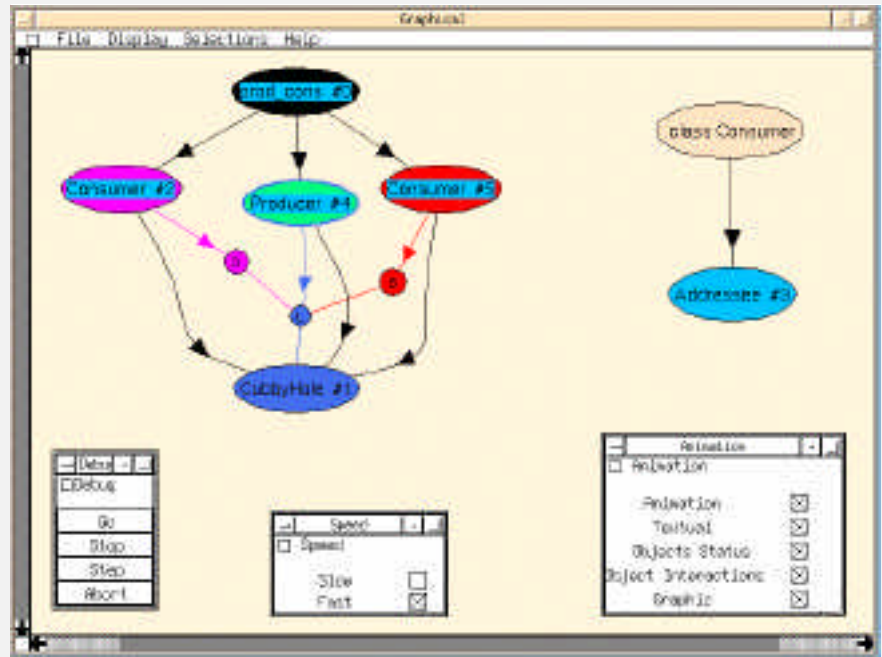 Graphical
File Display Selections Help
prod_cons #0
class Consumer
Consumer #2
Producer #4
Consumer #5
Addressee #3
CubbyHole #1
Debug
Go
Stop
Step
Abort
Speed
Speed
Slow
Fast
Animation
Animation
Animation
Textual
Objects Status
Object Interactions
Graphic